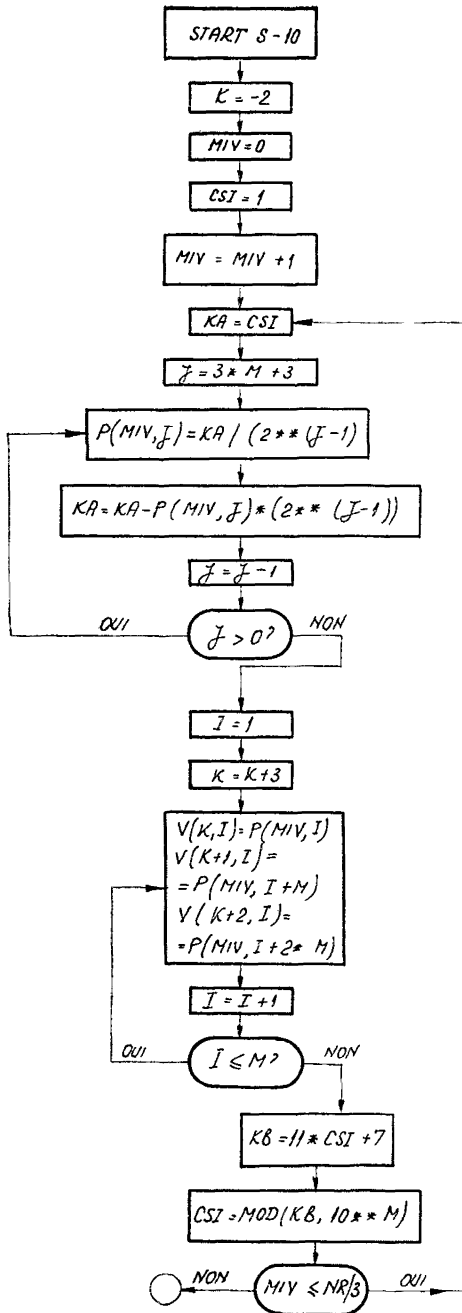 START S-10
K = -2
MIV = 0
CSI = 1
MIV = MIV + 1
KA = CSI
J = 3* M + 3
P(MIV,J) = KA / (2** (J-1)
KA = KA-P(MIV,J)*(2** (J-1))
J = J-1
OUI
J > 0?
NON
I = 1
K = K+3
V(K,I) = P(MIV,I)
V(K+1,I) =
= P(MIV, I+M)
V(K+2,I) =
= P(MIV, I+2* M)
I = I+1
OUI
I ≤ M?
NON
KB = 11* CSI +7
CSI = MOD(KB, 10** M)
NON
MIV ≤ NR/3
OUI